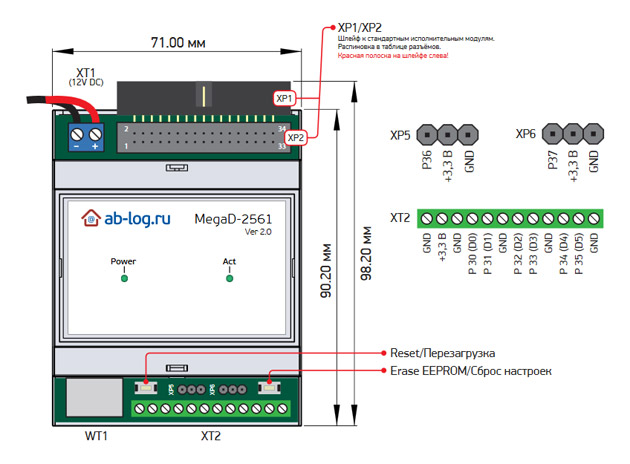 71.00 мм
XP1/XP2
Шлейф к стандартным исполнительным модулям.
Распиновка в таблице разъёмов.
Красная полоска на шлейфе слева!
XT1
(12V DC)
XP1
2
34
XP2
1
33
- +
XP5
P36
+3,3 В
GND
XP6
P37
+3,3 В
GND
@ ab-log.ru
MegaD-2561
Ver 2.0
Power
Act
90.20 мм
98.20 мм
XT2
GND
+3,3 В
GND
P 30 (D0)
P 31 (D1)
GND
P 32 (D2)
P 33 (D3)
GND
P 34 (D4)
P 35 (D5)
GND
Reset/Перезагрузка
Erase EEPROM/Сброс настроек
XP5
XP6
WT1
XT2